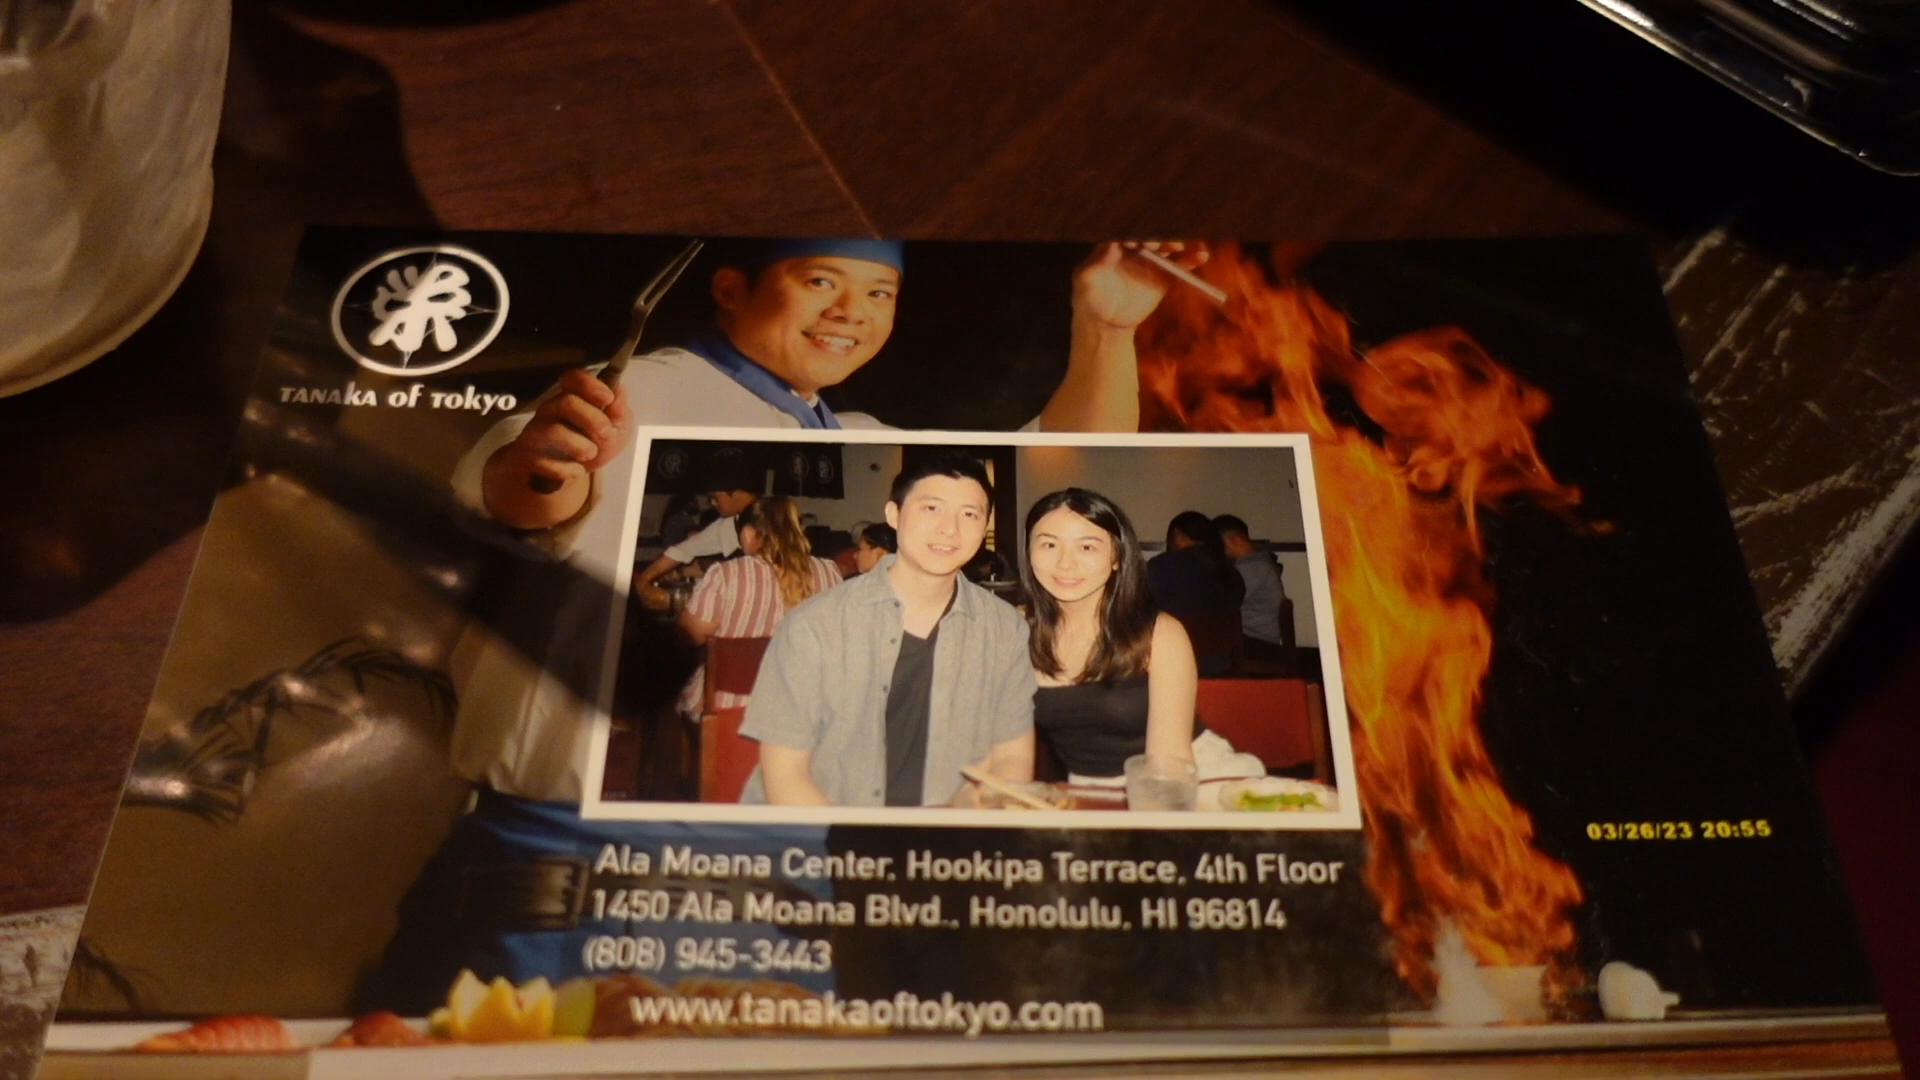 TANAKA of TOKYO
03/26/23 20:55
Ala Moana Center, Hookipa Terrace, 4th Floor
1450 Ala Moana Blvd., Honolulu, HI 96814
(808) 945-3443
www.tanakaoftokyo.com